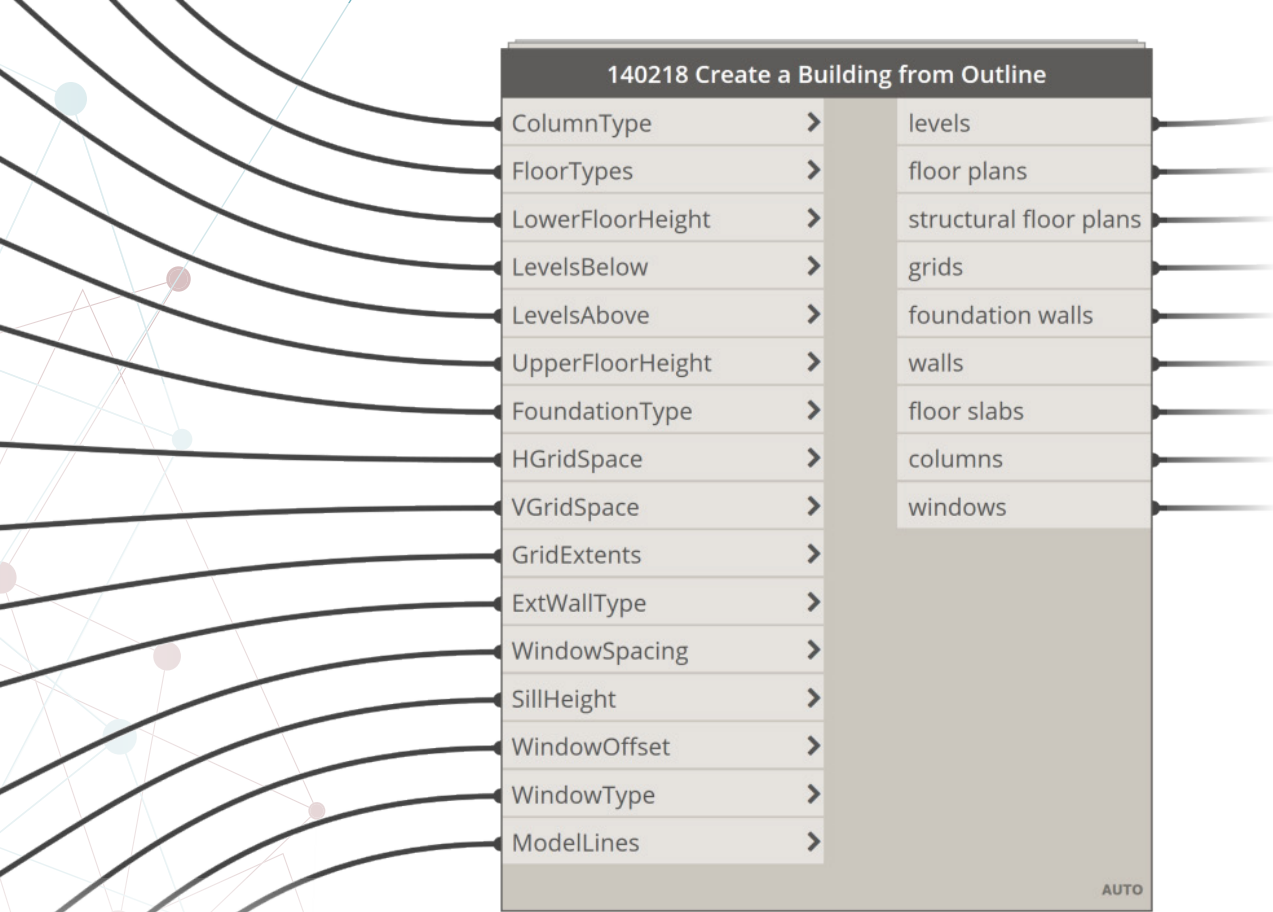 140218 Create a Building from Outline
ColumnType
FloorTypes
LowerFloorHeight
LevelsBelow
LevelsAbove
UpperFloorHeight
FoundationType
HGridSpace
VGridSpace
GridExtents
ExtWallType
WindowSpacing
SillHeight
WindowOffset
WindowType
ModelLines
levels
floor plans
structural floor plans
grids
foundation walls
walls
floor slabs
columns
windows
AUTO